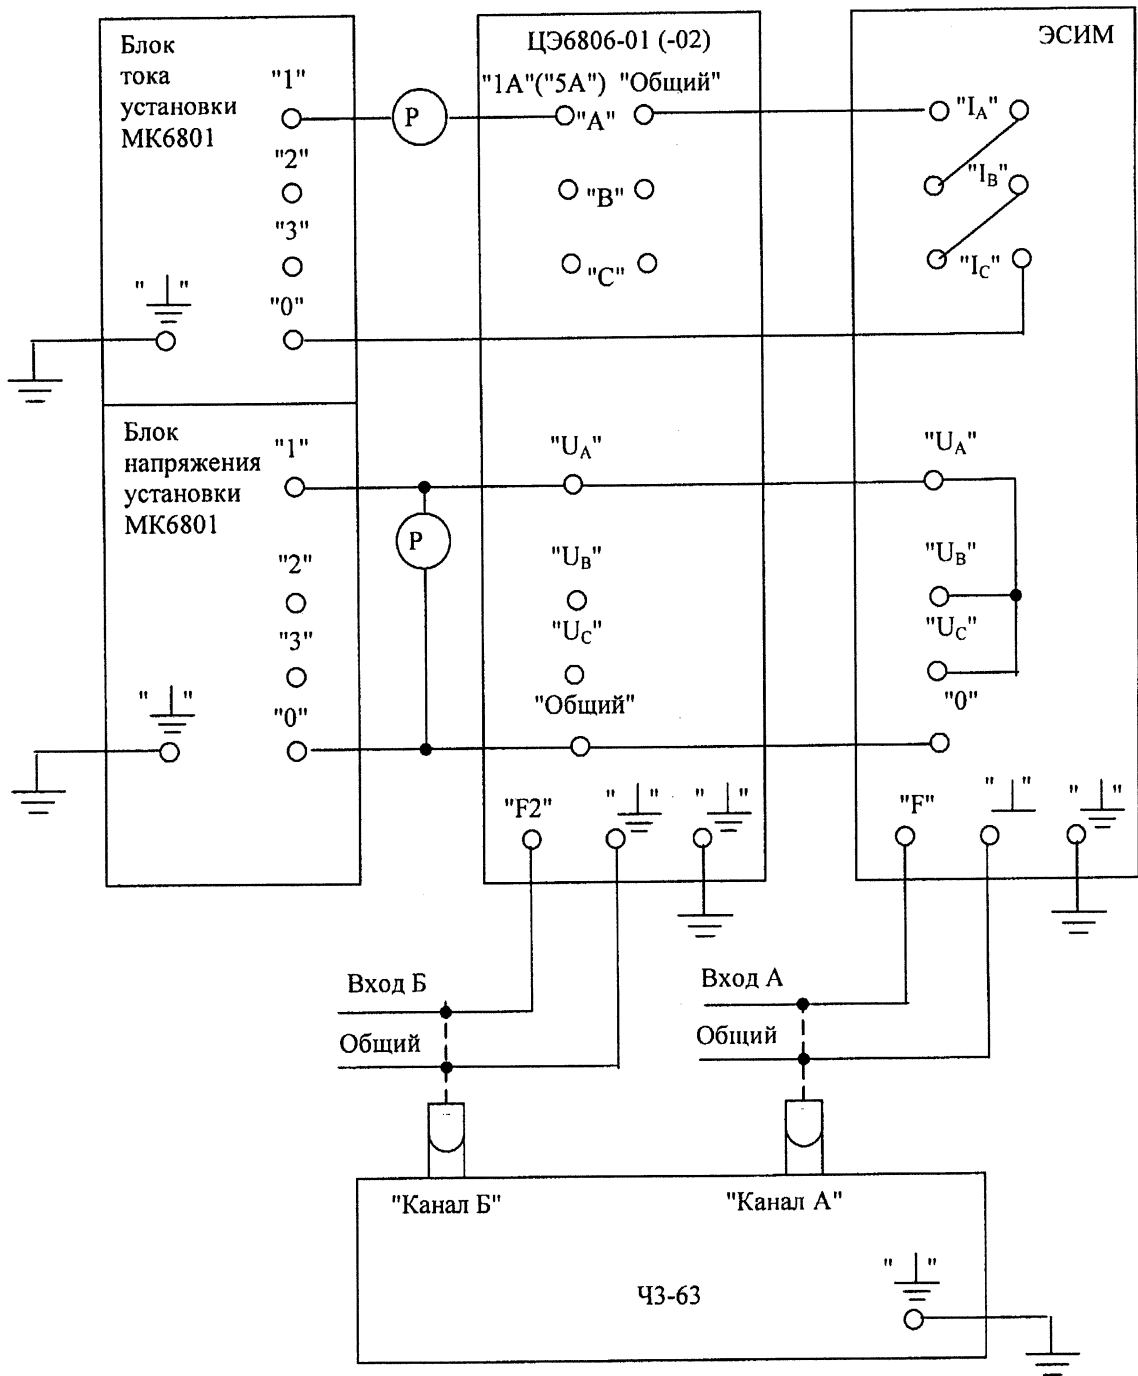 Блок
тока
установки
МК6801
"1"
"2"
"3"
"0"
"⏚"
Р
ЦЭ6806-01 (-02)
"1А"("5А") "Общий"
"А"
"В"
"С"
ЭСИМ
"I_A"
"I_B"
"I_C"
Блок
напряжения
установки
МК6801
"1"
"2"
"3"
"0"
"⏚"
Р
"U_A"
"U_B"
"U_C"
"Общий"
"F2"
"⏚"
"⏚"
"U_A"
"U_B"
"U_C"
"0"
"F"
"⊥"
"⏚"
Вход Б
Общий
Вход А
Общий
"Канал Б"
"Канал А"
Ч3-63
"⏚"